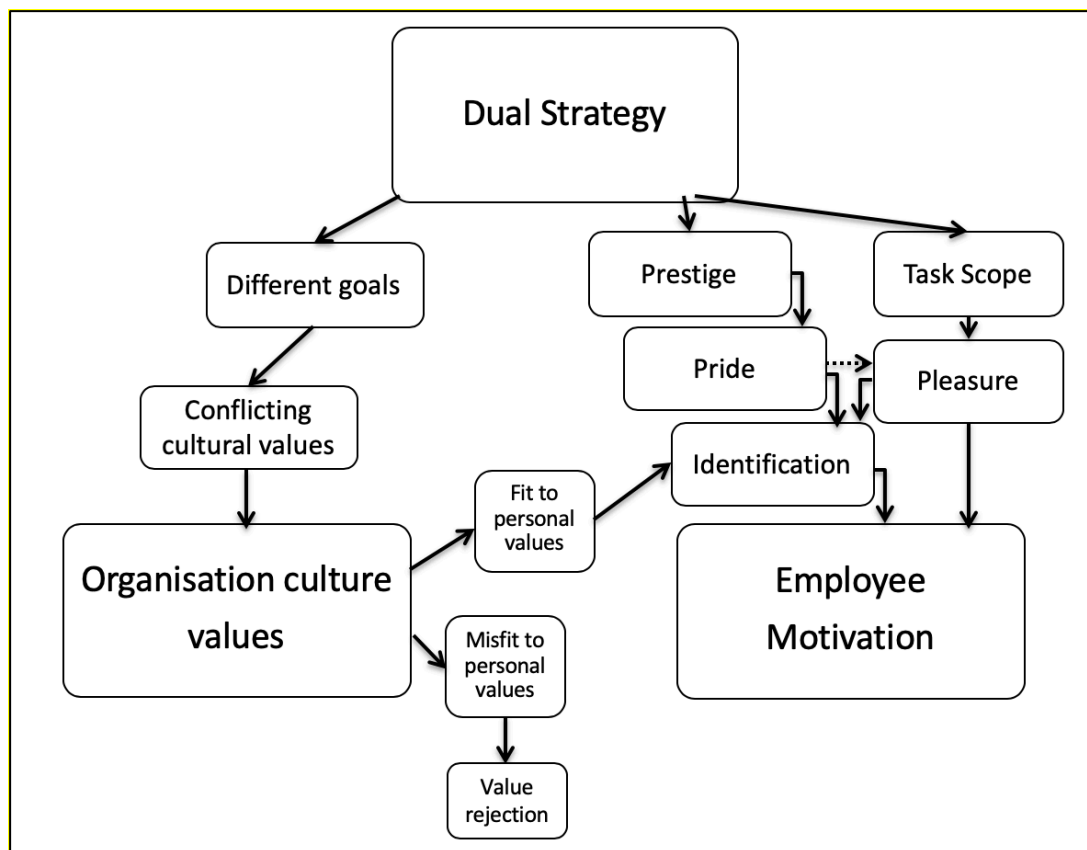 Dual Strategy
Different goals
Prestige
Task Scope
Pride
Pleasure
Conflicting
cultural values
Identification
Fit to
personal
values
Organisation culture
values
Employee
Motivation
Misfit to
personal
values
Value
rejection